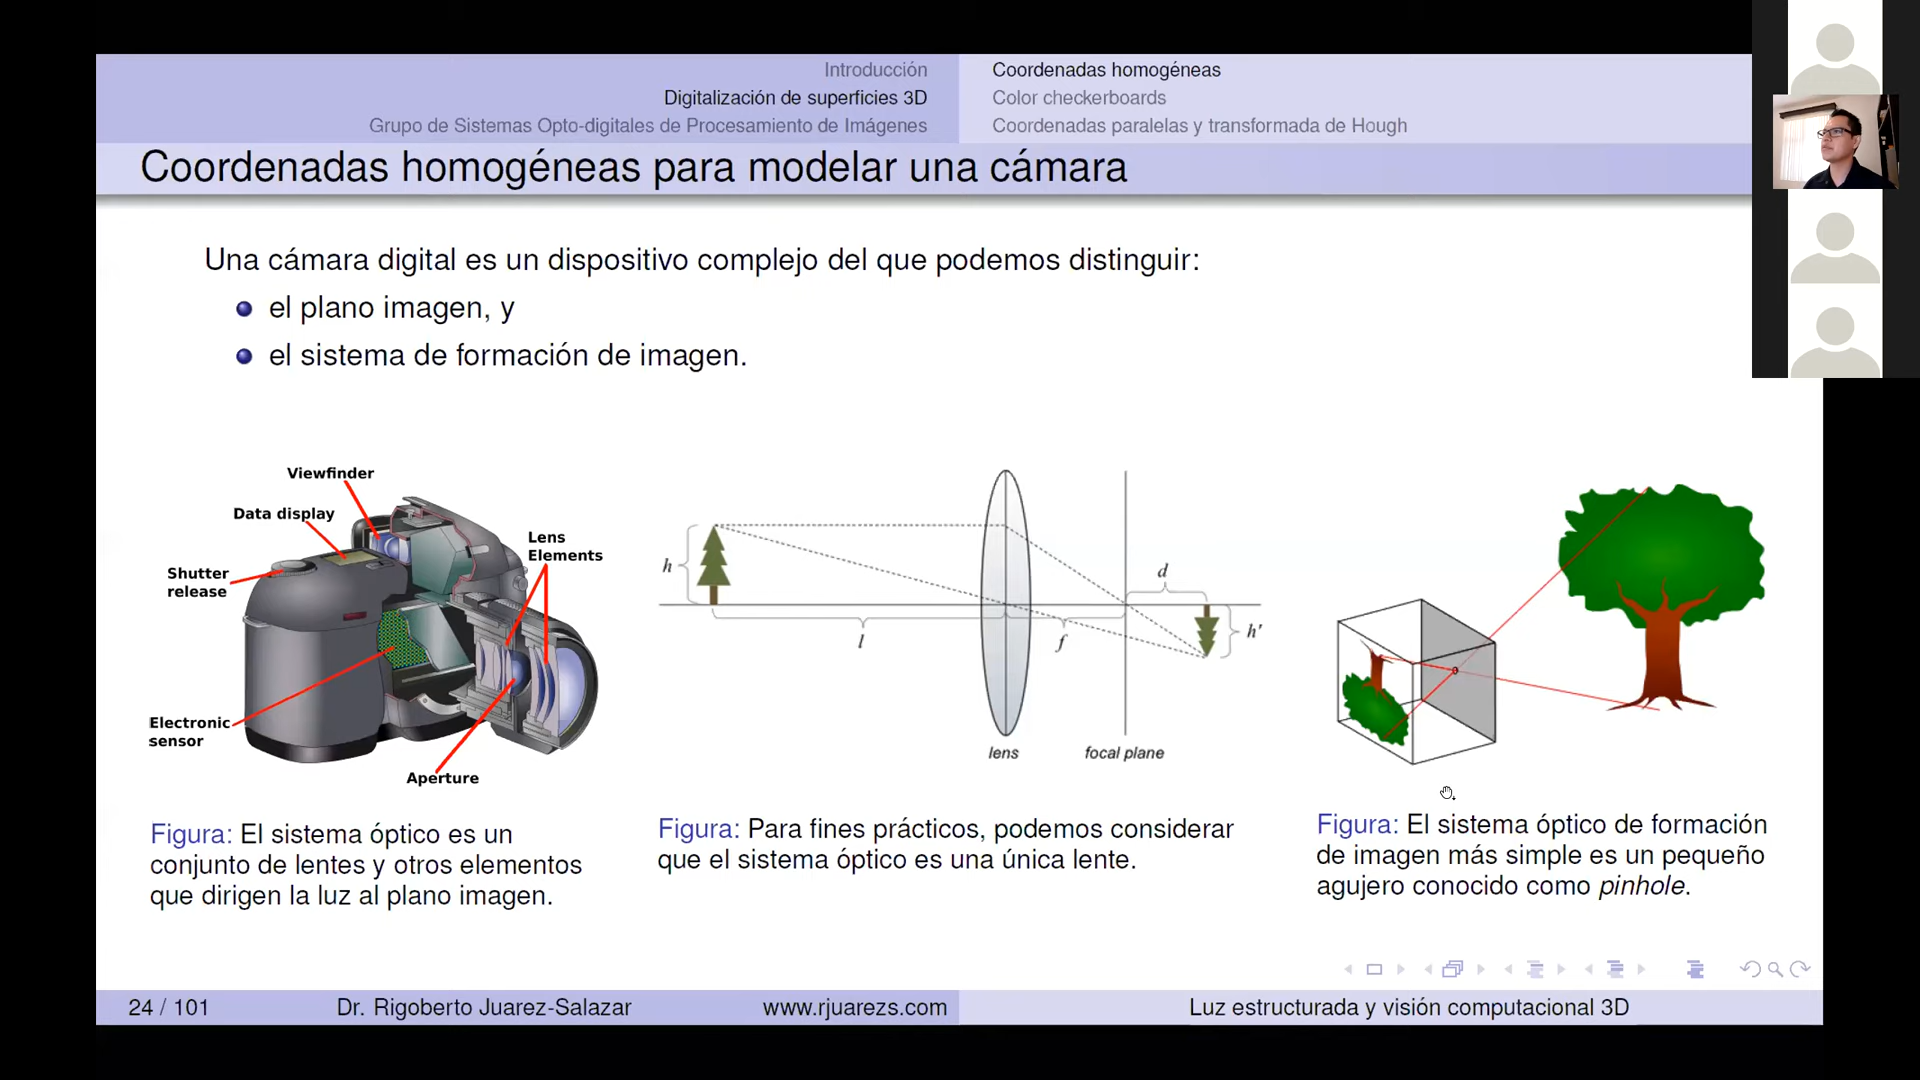 Introducción
Digitalización de superficies 3D
Grupo de Sistemas Opto-digitales de Procesamiento de Imágenes
Coordenadas homogéneas
Color checkerboards
Coordenadas paralelas y transformada de Hough
Coordenadas homogéneas para modelar una cámara
Una cámara digital es un dispositivo complejo del que podemos distinguir:
el plano imagen, y
el sistema de formación de imagen.
Viewfinder
Data display
Lens
Elements
Shutter
release
Electronic
sensor
Aperture
h
l
f
d
h'
lens
focal plane
Figura: El sistema óptico es un
conjunto de lentes y otros elementos
que dirigen la luz al plano imagen.
Figura: Para fines prácticos, podemos considerar
que el sistema óptico es una única lente.
Figura: El sistema óptico de formación
de imagen más simple es un pequeño
agujero conocido como pinhole.
24 / 101
Dr. Rigoberto Juarez-Salazar
www.rjuarezs.com
Luz estructurada y visión computacional 3D